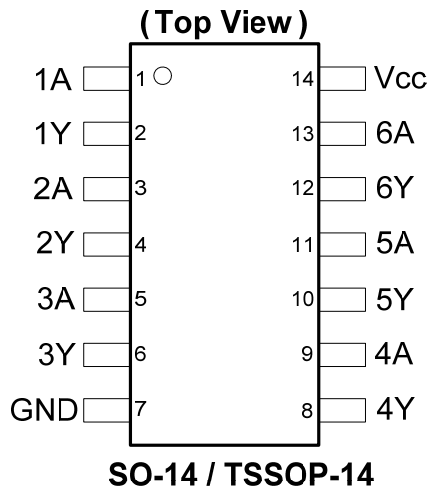 (Top View)
1A 1 14 Vcc
1Y 2 13 6A
2A 3 12 6Y
2Y 4 11 5A
3A 5 10 5Y
3Y 6 9 4A
GND 7 8 4Y
SO-14 / TSSOP-14